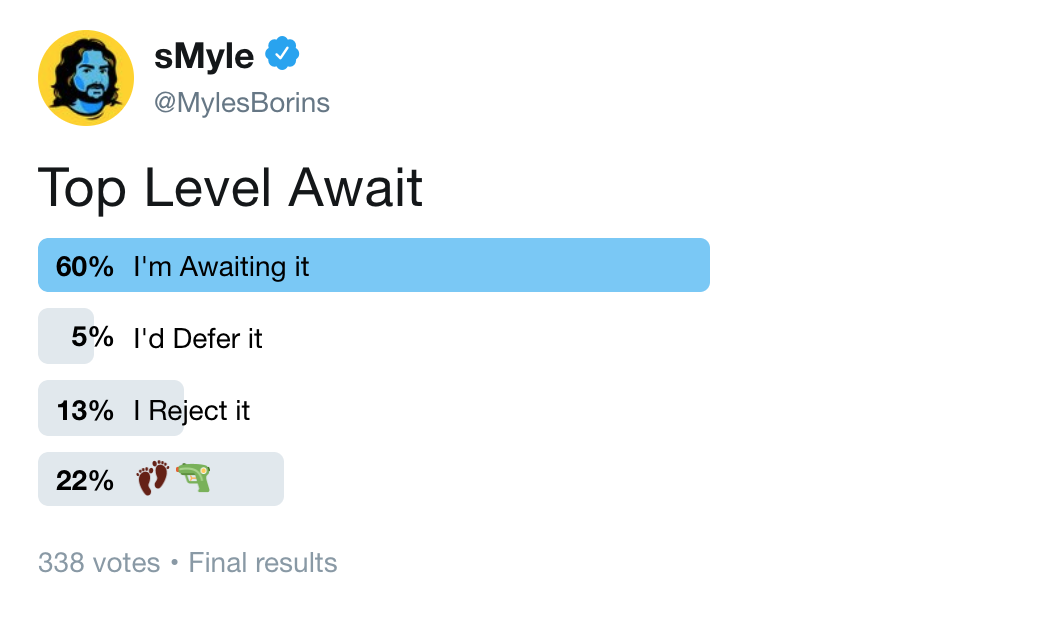 sMyle
@MylesBorins
Top Level Await
60% I'm Awaiting it
5% I'd Defer it
13% I Reject it
22% 👣🔫
338 votes • Final results